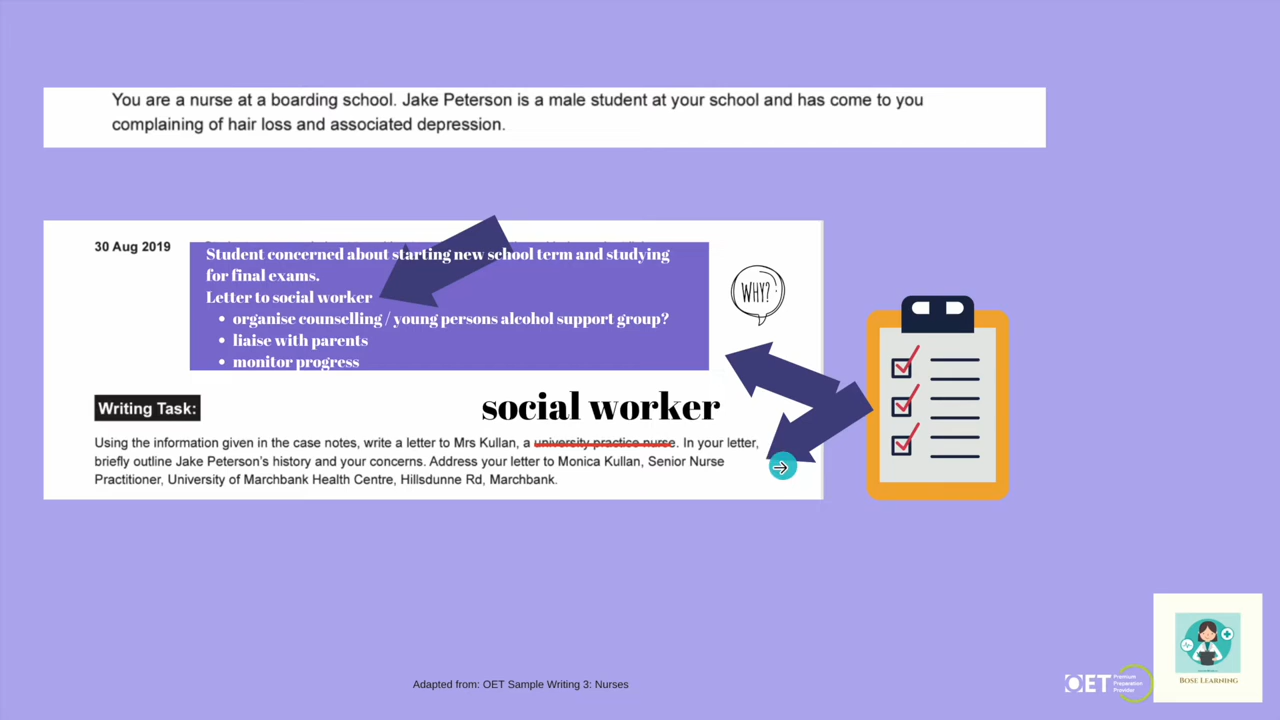 You are a nurse at a boarding school. Jake Peterson is a male student at your school and has come to you
complaining of hair loss and associated depression.
30 Aug 2019
Student concerned about starting new school term and studying
for final exams.
Letter to social worker
• organise counselling / young persons alcohol support group?
• liaise with parents
• monitor progress
WHY?
Writing Task:
social worker
Using the information given in the case notes, write a letter to Mrs Kullan, a university practice nurse. In your letter,
briefly outline Jake Peterson's history and your concerns. Address your letter to Monica Kullan, Senior Nurse
Practitioner, University of Marchbank Health Centre, Hillsdunne Rd, Marchbank.
Adapted from: OET Sample Writing 3: Nurses
OET Premium
Preparation
Provider
BOSE LEARNING